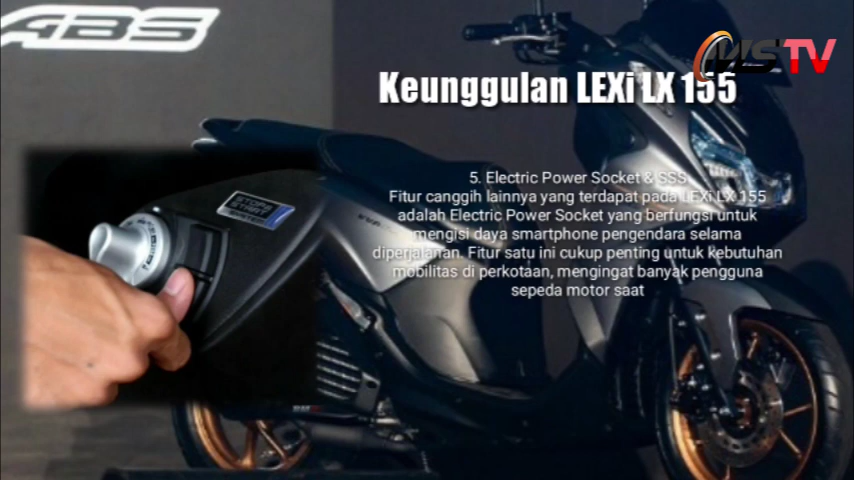 ABS
MSTV
Keunggulan LEXi LX 155
5. Electric Power Socket & SSS
Fitur canggih lainnya yang terdapat pada LEXi LX 155
adalah Electric Power Socket yang berfungsi untuk
mengisi daya smartphone pengendara selama
diperjalanan. Fitur satu ini cukup penting untuk kebutuhan
mobilitas di perkotaan, mengingat banyak pengguna
sepeda motor saat
STOP &
START
SYSTEM